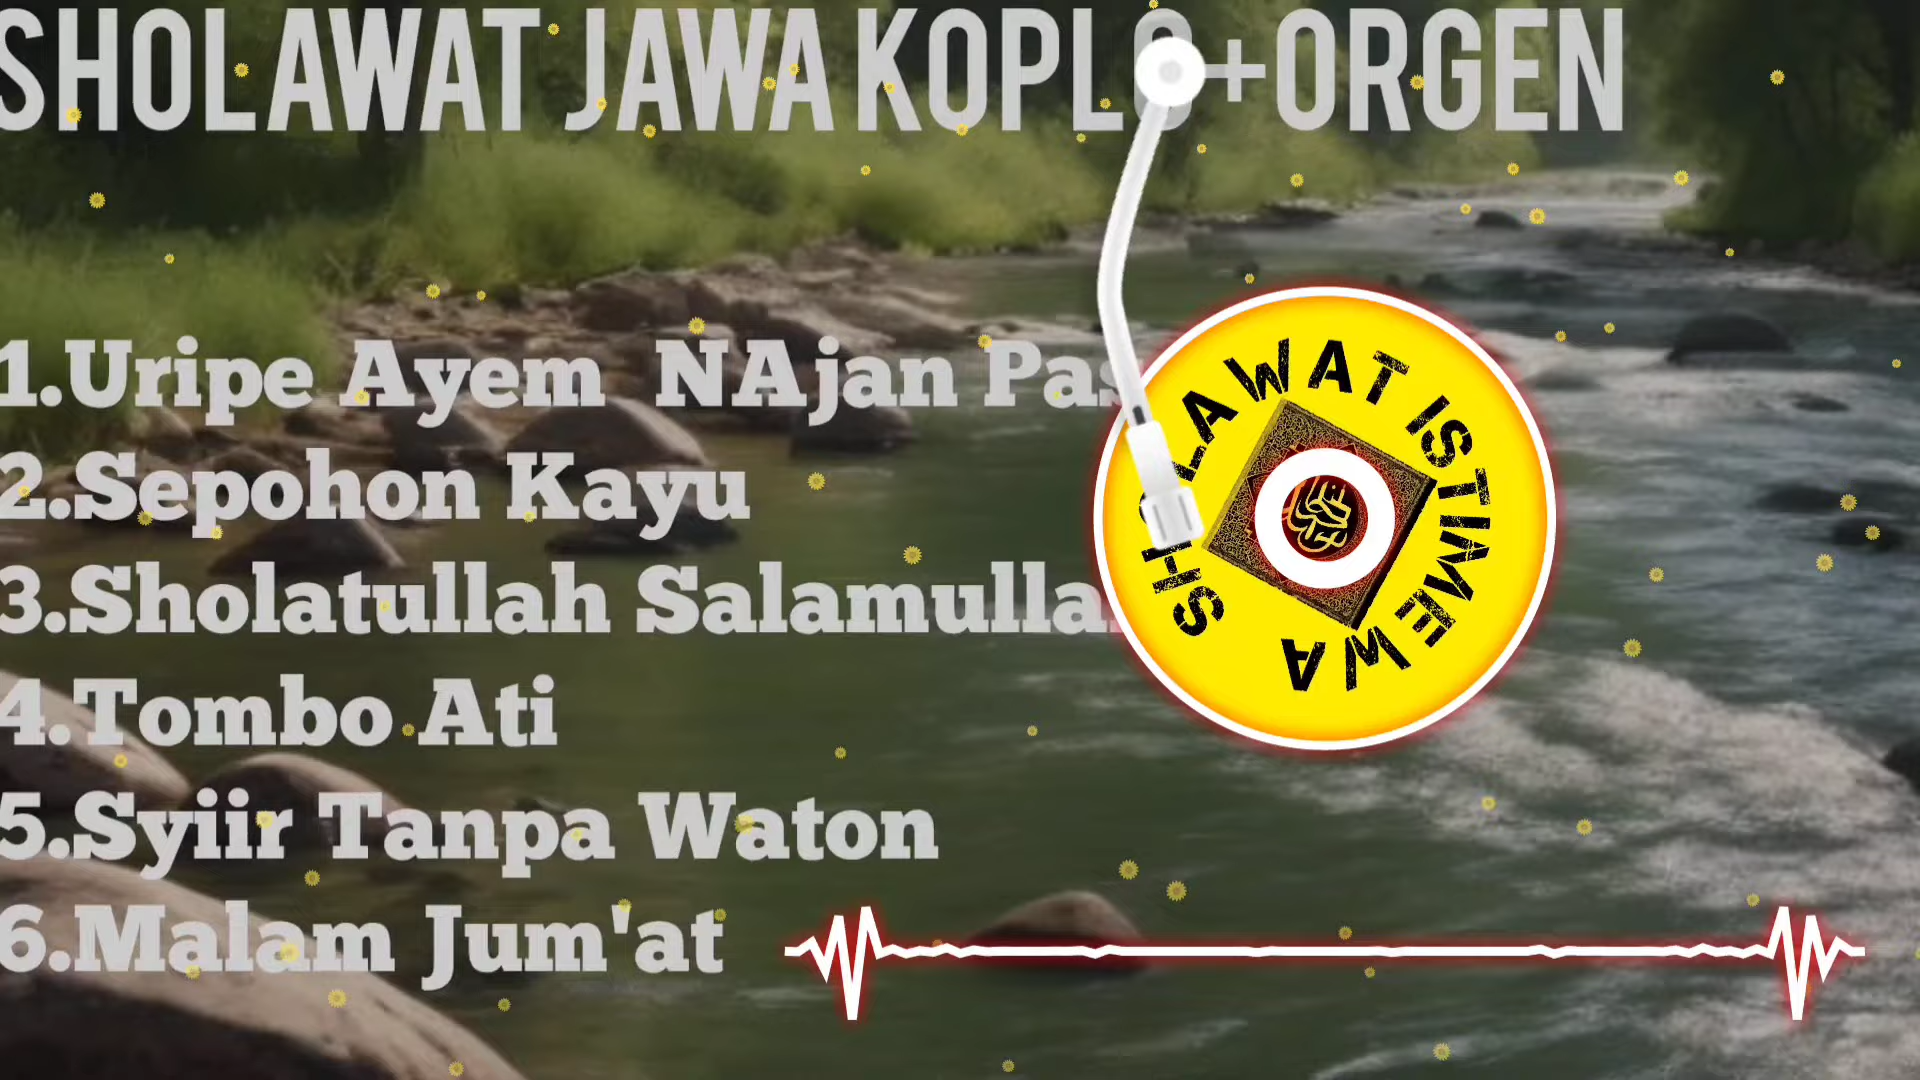 SHOLAWAT JAWA KOPLO+ORGEN
1.Uripe Ayem NAjan Pas
2.Sepohon Kayu
3.Sholatullah Salamulla
4.Tombo Ati
5.Syiir Tanpa Waton
6.Malam Jum'at
SHOLAWAT ISTIMEWA